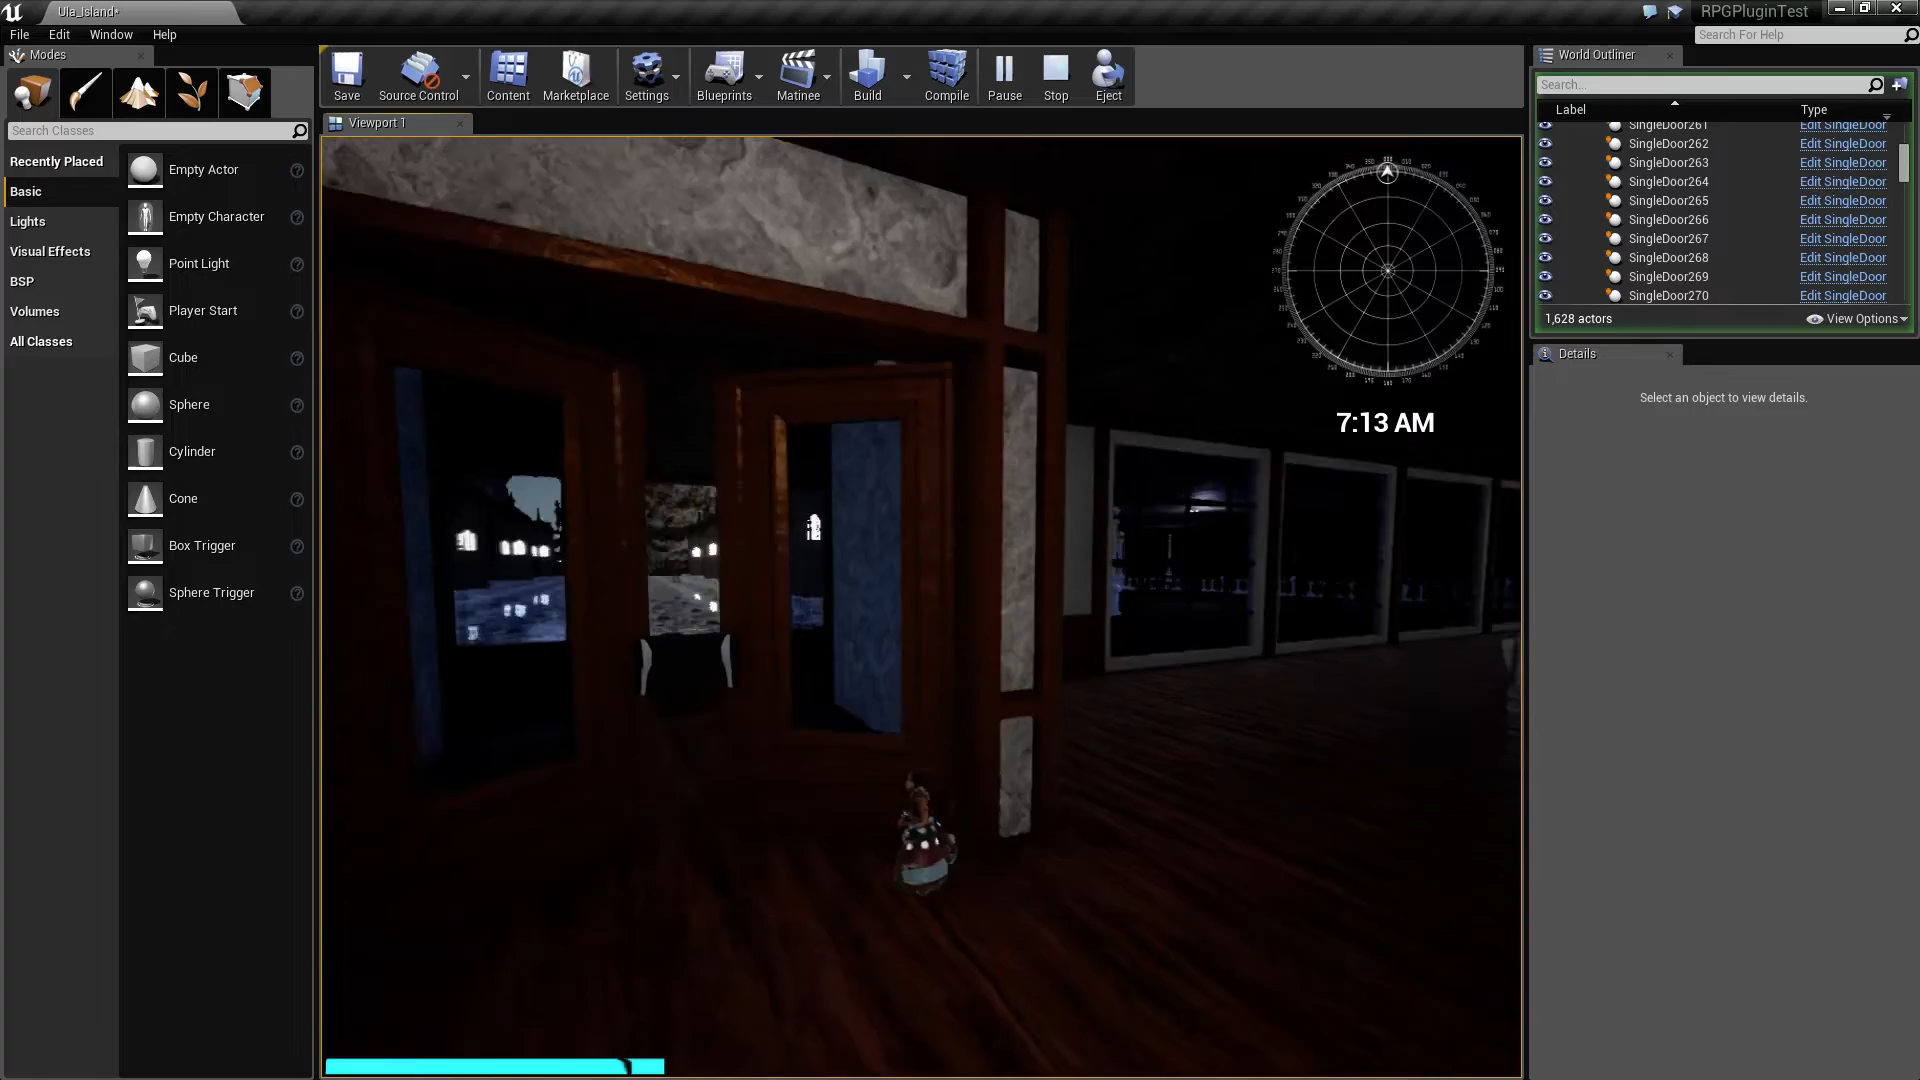 Ula_Island*
RPGPluginTest
File Edit Window Help
Search For Help
Modes
Search Classes
Recently Placed
Basic
Lights
Visual Effects
BSP
Volumes
All Classes
Empty Actor
Empty Character
Point Light
Player Start
Cube
Sphere
Cylinder
Cone
Box Trigger
Sphere Trigger
Save Source Control Content Marketplace Settings Blueprints Matinee Build Compile Pause Stop Eject
Viewport 1
7:13 AM
World Outliner
Search...
Label Type
SingleDoor261 Edit SingleDoor
SingleDoor262 Edit SingleDoor
SingleDoor263 Edit SingleDoor
SingleDoor264 Edit SingleDoor
SingleDoor265 Edit SingleDoor
SingleDoor266 Edit SingleDoor
SingleDoor267 Edit SingleDoor
SingleDoor268 Edit SingleDoor
SingleDoor269 Edit SingleDoor
SingleDoor270 Edit SingleDoor
1,628 actors View Options
Details
Select an object to view details.